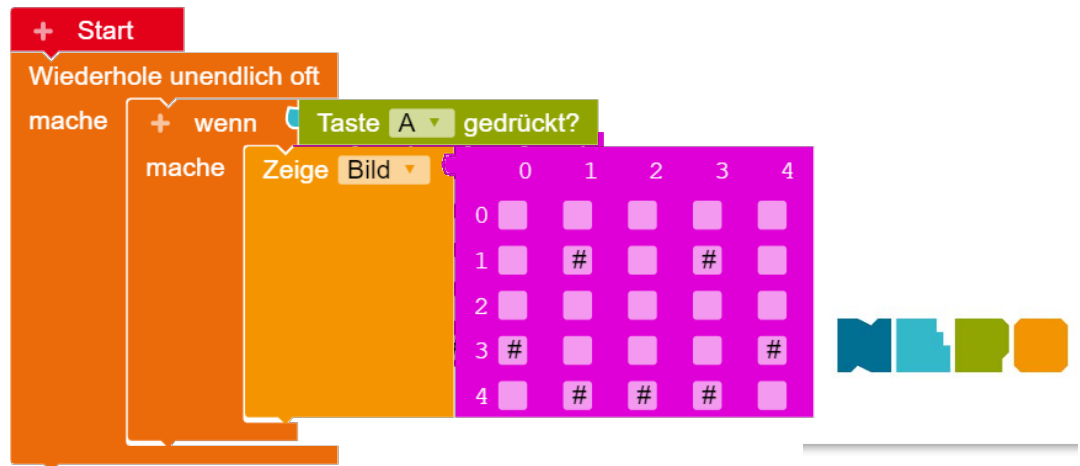 + Start
Wiederhole unendlich oft
mache + wenn Taste A gedrückt?
mache Zeige Bild 0 1 2 3 4
0
1 # #
2
3 # #
4 # # #
NEPO